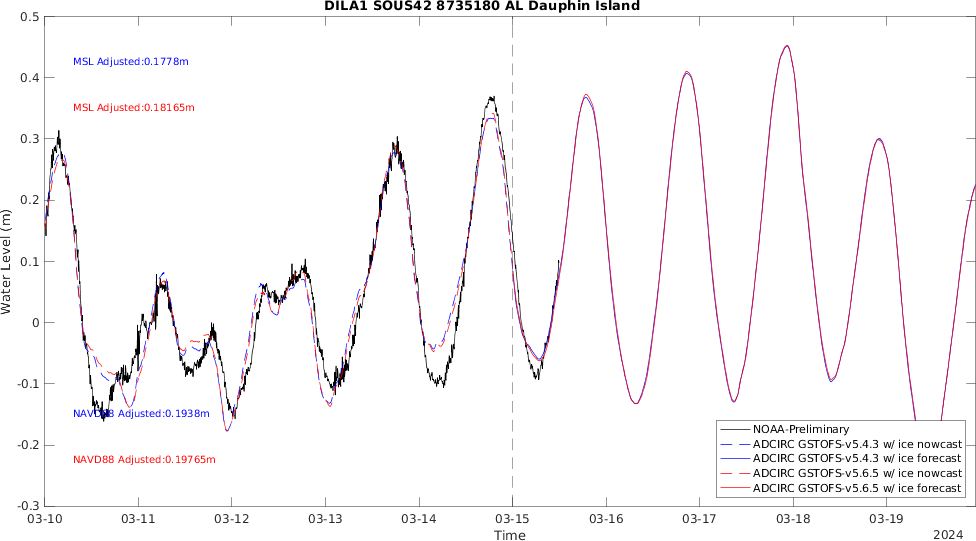 DILA1 SOUS42 8735180 AL Dauphin Island
0.5
MSL Adjusted:0.1778m
0.4
MSL Adjusted:0.18165m
0.3
0.2
Water Level (m)
0.1
0
-0.1
NAVD88 Adjusted:0.1938m
NOAA-Preliminary
-0.2
ADCIRC GSTOFS-v5.4.3 w/ ice nowcast
NAVD88 Adjusted:0.19765m
ADCIRC GSTOFS-v5.4.3 w/ ice forecast
ADCIRC GSTOFS-v5.6.5 w/ ice nowcast
ADCIRC GSTOFS-v5.6.5 w/ ice forecast
-0.3
03-10 03-11 03-12 03-13 03-14 03-15 03-16 03-17 03-18 03-19
Time
2024